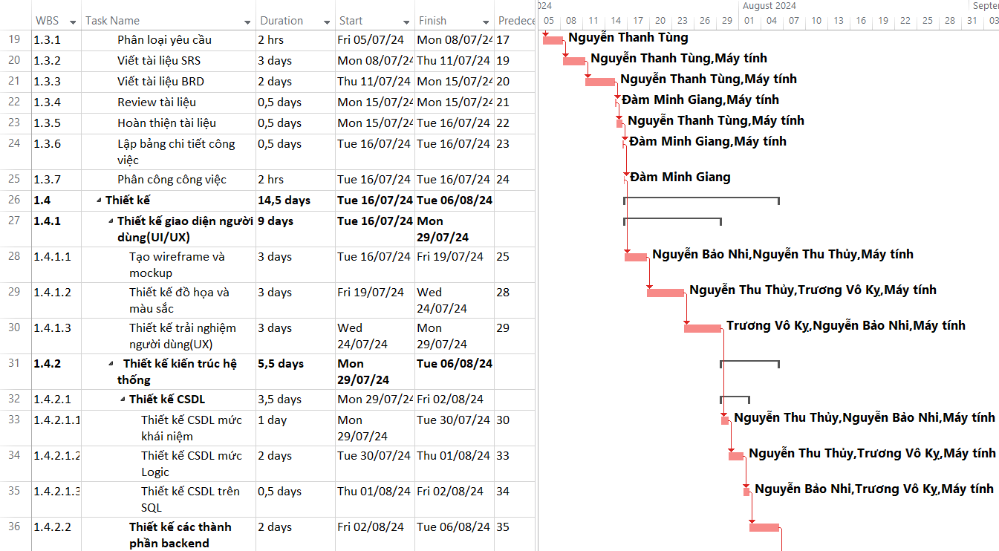 024 August 2024 Septe
WBS Task Name Duration Start Finish Predece 05 08 11 14 17 20 23 26 29 01 04 07 10 13 16 19 22 25 28 31 03
19 1.3.1 Phân loại yêu cầu 2 hrs Fri 05/07/24 Mon 08/07/24 17 Nguyễn Thanh Tùng
20 1.3.2 Viết tài liệu SRS 3 days Mon 08/07/24 Thu 11/07/24 19 Nguyễn Thanh Tùng,Máy tính
21 1.3.3 Viết tài liệu BRD 2 days Thu 11/07/24 Mon 15/07/24 20 Nguyễn Thanh Tùng,Máy tính
22 1.3.4 Review tài liệu 0,5 days Mon 15/07/24 Mon 15/07/24 21 Đàm Minh Giang,Máy tính
23 1.3.5 Hoàn thiện tài liệu 0,5 days Mon 15/07/24 Tue 16/07/24 22 Nguyễn Thanh Tùng,Máy tính
24 1.3.6 Lập bảng chi tiết công 0,5 days Tue 16/07/24 Tue 16/07/24 23 Đàm Minh Giang,Máy tính
việc
25 1.3.7 Phân công công việc 2 hrs Tue 16/07/24 Tue 16/07/24 24 Đàm Minh Giang
26 1.4 Thiết kế 14,5 days Tue 16/07/24 Tue 06/08/24
27 1.4.1 Thiết kế giao diện người 9 days Tue 16/07/24 Mon
dùng(UI/UX) 29/07/24
28 1.4.1.1 Tạo wireframe và 3 days Tue 16/07/24 Fri 19/07/24 25 Nguyễn Bảo Nhi,Nguyễn Thu Thủy,Máy tính
mockup
29 1.4.1.2 Thiết kế đồ họa và 3 days Fri 19/07/24 Wed 28 Nguyễn Thu Thủy,Trương Vô Kỵ,Máy tính
màu sắc 24/07/24
30 1.4.1.3 Thiết kế trải nghiệm 3 days Wed Mon 29 Trương Vô Kỵ,Nguyễn Bảo Nhi,Máy tính
người dùng(UX) 24/07/24 29/07/24
31 1.4.2 Thiết kế kiến trúc hệ 5,5 days Mon Tue 06/08/24
thống 29/07/24
32 1.4.2.1 Thiết kế CSDL 3,5 days Mon 29/07/24 Fri 02/08/24
33 1.4.2.1.1 Thiết kế CSDL mức 1 day Mon Tue 30/07/24 30 Nguyễn Thu Thủy,Nguyễn Bảo Nhi,Máy tính
khái niệm 29/07/24
34 1.4.2.1.2 Thiết kế CSDL mức 2 days Tue 30/07/24 Thu 01/08/24 33 Nguyễn Thu Thủy,Trương Vô Kỵ,Máy tính
Logic
35 1.4.2.1.3 Thiết kế CSDL trên 0,5 days Thu 01/08/24 Fri 02/08/24 34 Nguyễn Bảo Nhi,Trương Vô Kỵ,Máy tính
SQL
36 1.4.2.2 Thiết kế các thành 2 days Fri 02/08/24 Tue 06/08/24 35
phần backend